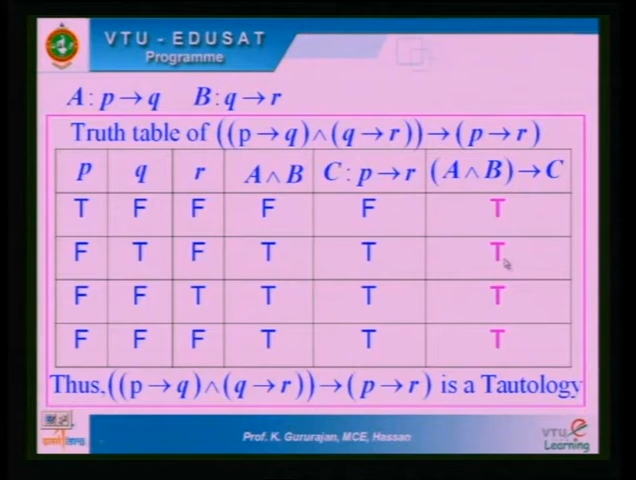 VTU - EDUSAT
Programme
A : p → q B : q → r
Truth table of ((p → q) ∧ (q → r)) → (p → r)
p q r A ∧ B C : p → r (A ∧ B) → C
T F F F F T
F T F T T T
F F T T T T
F F F T T T
Thus, ((p → q) ∧ (q → r)) → (p → r) is a Tautology
Prof. K. Gururajan, MCE, Hassan
VTU e
Learning